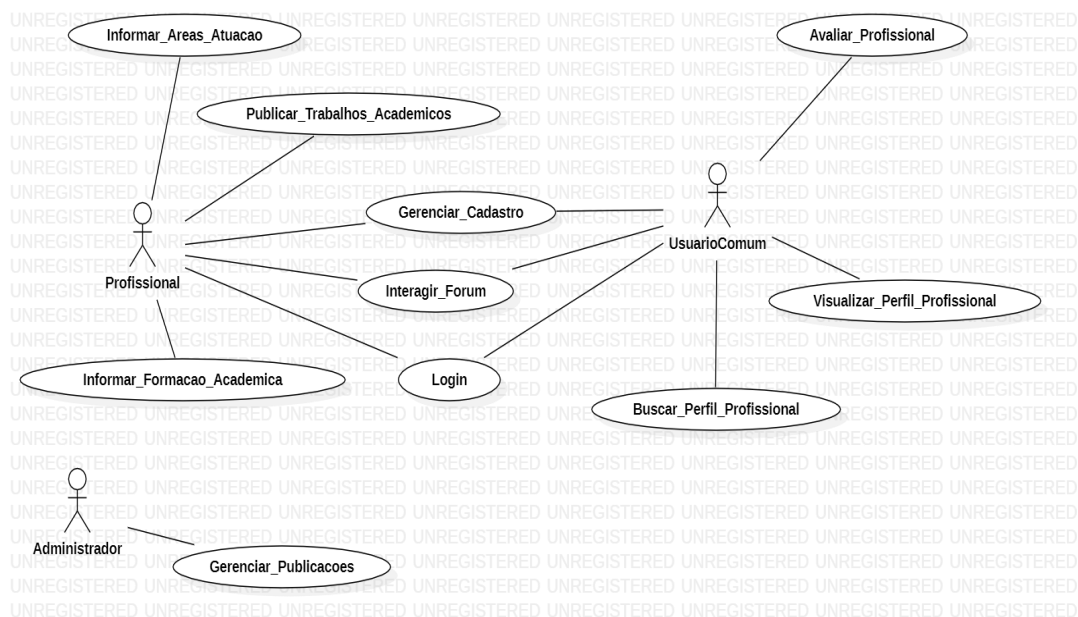 Informar_Areas_Atuacao
Avaliar_Profissional
Publicar_Trabalhos_Academicos
Gerenciar_Cadastro
UsuarioComum
Profissional
Interagir_Forum
Visualizar_Perfil_Profissional
Informar_Formacao_Academica
Login
Buscar_Perfil_Profissional
Administrador
Gerenciar_Publicacoes
UNREGISTERED